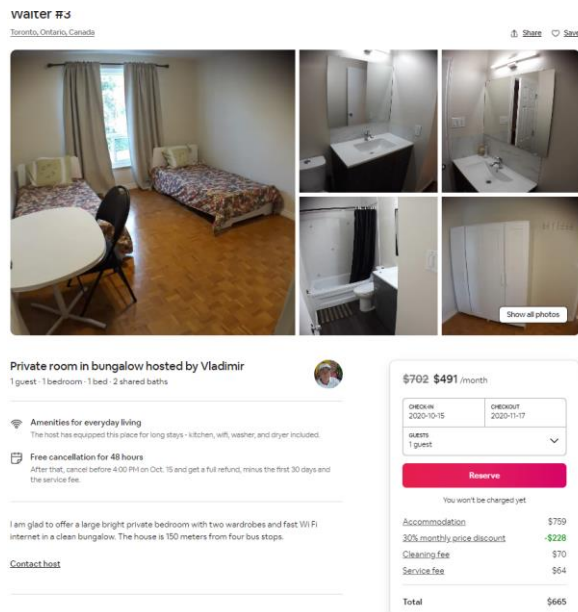 Walter #3
Toronto, Ontario, Canada
Share
Save
Show all photos
Private room in bungalow hosted by Vladimir
1 guest · 1 bedroom · 1 bed · 2 shared baths
Amenities for everyday living
The host has equipped this place for long stays - kitchen, wifi, washer, and dryer included.
Free cancellation for 48 hours
After that, cancel before 4:00 PM on Oct. 15 and get a full refund, minus the first 30 days and
the service fee.
I am glad to offer a large bright private bedroom with two wardrobes and fast Wi Fi
internet in a clean bungalow. The house is 150 meters from four bus stops.
Contact host
$702 $491 /month
CHECK-IN
2020-10-15
CHECKOUT
2020-11-17
GUESTS
1 guest
Reserve
You won't be charged yet
Accommodation $759
30% monthly price discount -$228
Cleaning fee $70
Service fee $64
Total $665